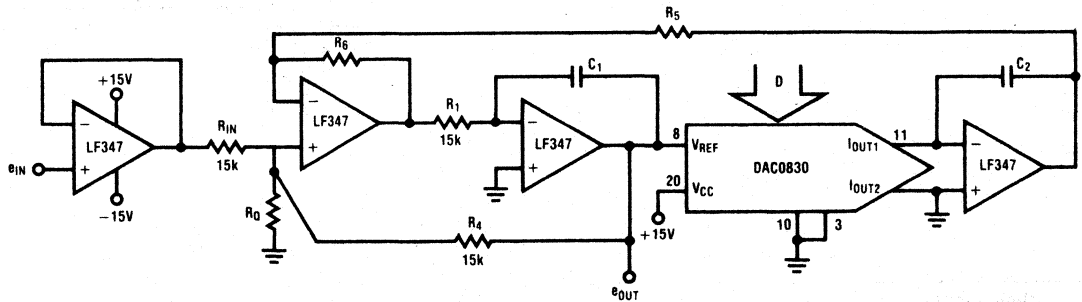 R5
R6
C1
C2
D
+15V
R1
RIN
− LF347 +
− LF347 +
− LF347 +
− LF347 +
15k
15k
eIN
−15V
RQ
R4
15k
8
VREF
DAC0830
IOUT1
11
20
VCC
IOUT2
+15V
10
3
eOUT